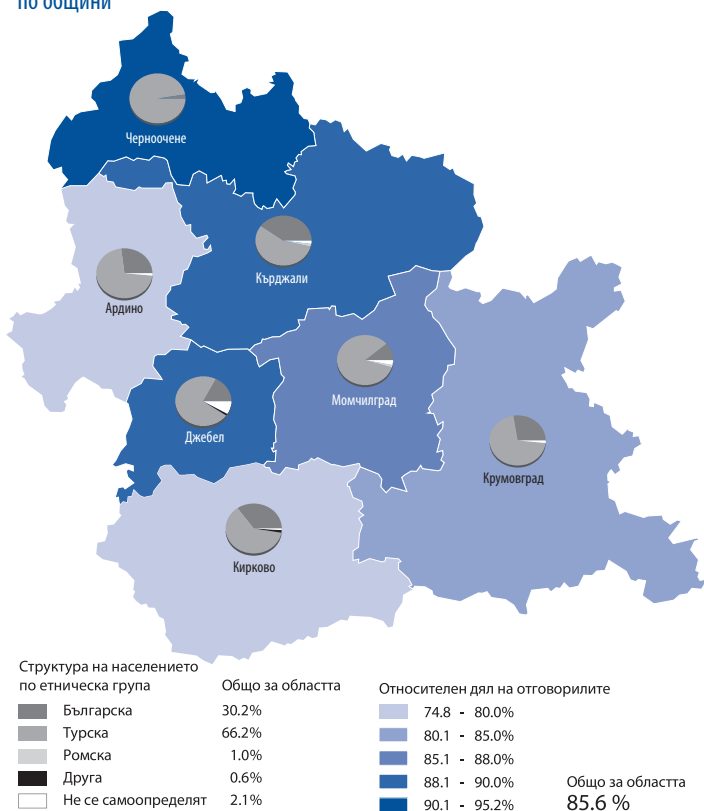 по общини
Черноочене
Кърджали
Ардино
Момчилград
Джебел
Крумовград
Кирково
Структура на населението
по етническа група Общо за областта
Българска 30.2%
Турска 66.2%
Ромска 1.0%
Друга 0.6%
Не се самоопределят 2.1%
Относителен дял на отговорилите
74.8 - 80.0%
80.1 - 85.0%
85.1 - 88.0%
88.1 - 90.0%
90.1 - 95.2%
Общо за областта
85.6 %